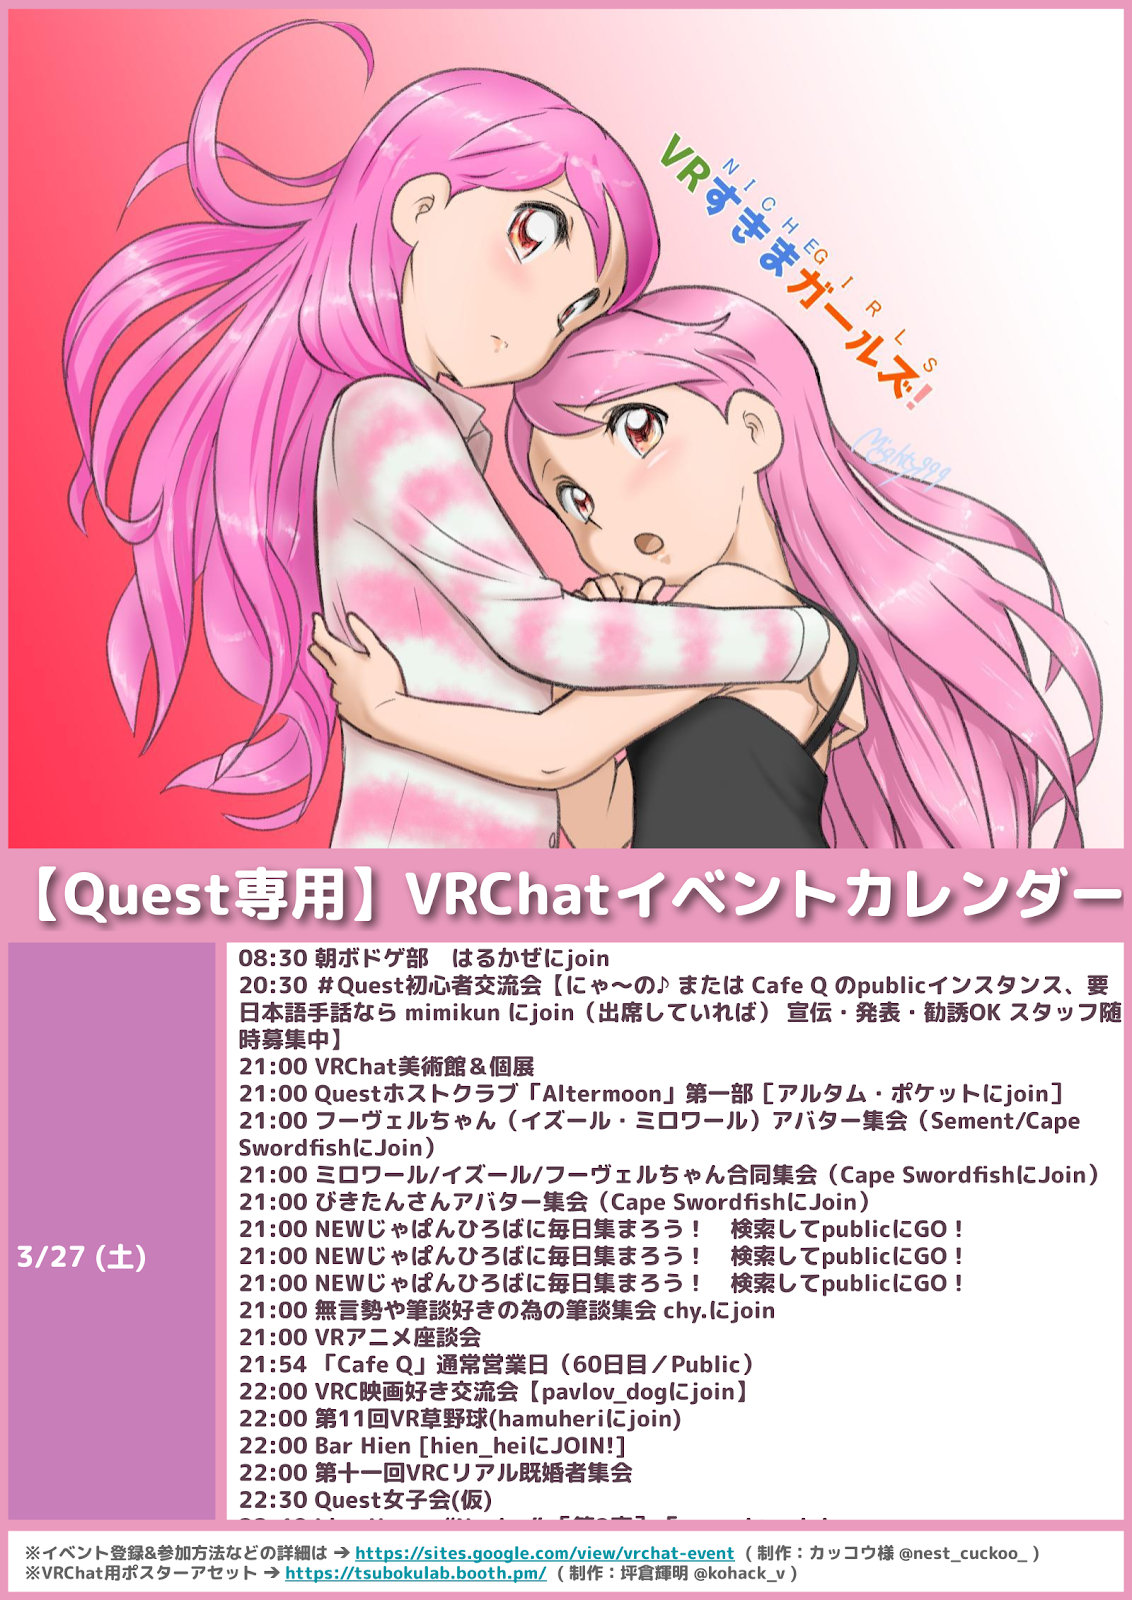 VRすきまガールズ!
NICHEGIRLS
Mighty999
【Quest専用】VRChatイベントカレンダー
3/27 (土)
08:30 朝ボドゲ部　はるかぜにjoin
20:30 ＃Quest初心者交流会【にゃ～の♪ または Cafe Q のpublicインスタンス、要
日本語手話なら mimikun にjoin（出席していれば） 宣伝・発表・勧誘OK スタッフ随
時募集中】
21:00 VRChat美術館＆個展
21:00 Questホストクラブ「AItermoon」第一部［アルタム・ポケットにjoin］
21:00 フーヴェルちゃん（イズール・ミロワール）アバター集会（Sement/Cape
SwordfishにJoin）
21:00 ミロワール/イズール/フーヴェルちゃん合同集会（Cape SwordfishにJoin）
21:00 びきたんさんアバター集会（Cape SwordfishにJoin）
21:00 NEWじゃぱんひろばに毎日集まろう！　検索してpublicにGO！
21:00 NEWじゃぱんひろばに毎日集まろう！　検索してpublicにGO！
21:00 NEWじゃぱんひろばに毎日集まろう！　検索してpublicにGO！
21:00 無言勢や筆談好きの為の筆談集会 chy.にjoin
21:00 VRアニメ座談会
21:54 「Cafe Q」通常営業日（60日目／Public）
22:00 VRC映画好き交流会【pavlov_dogにjoin】
22:00 第11回VR草野球(hamuheriにjoin)
22:00 Bar Hien [hien_heiにJOIN!]
22:00 第十一回VRCリアル既婚者集会
22:30 Quest女子会(仮)
※イベント登録&参加方法などの詳細は → https://sites.google.com/view/vrchat-event （制作：カッコウ様 @nest_cuckoo_ ）
※VRChat用ポスターアセット → https://tsubokulab.booth.pm/ （制作：坪倉輝明 @kohack_v ）